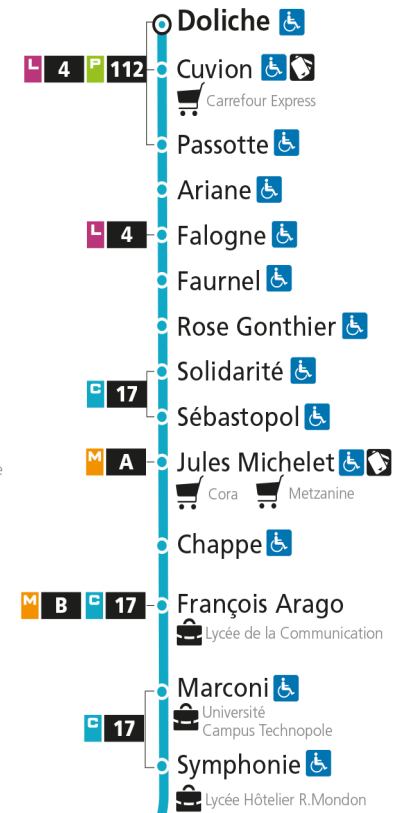 Doliche
L 4 P 112 Cuvion
Carrefour Express
Passotte
Ariane
L 4 Falogne
Faurnel
Rose Gonthier
Solidarité
C 17
Sébastopol
M A Jules Michelet
Cora Metzanine
e
Chappe
M B C 17 François Arago
Lycée de la Communication
Marconi
Université
C 17 Campus Technopole
Symphonie
Lycée Hôtelier R.Mondon